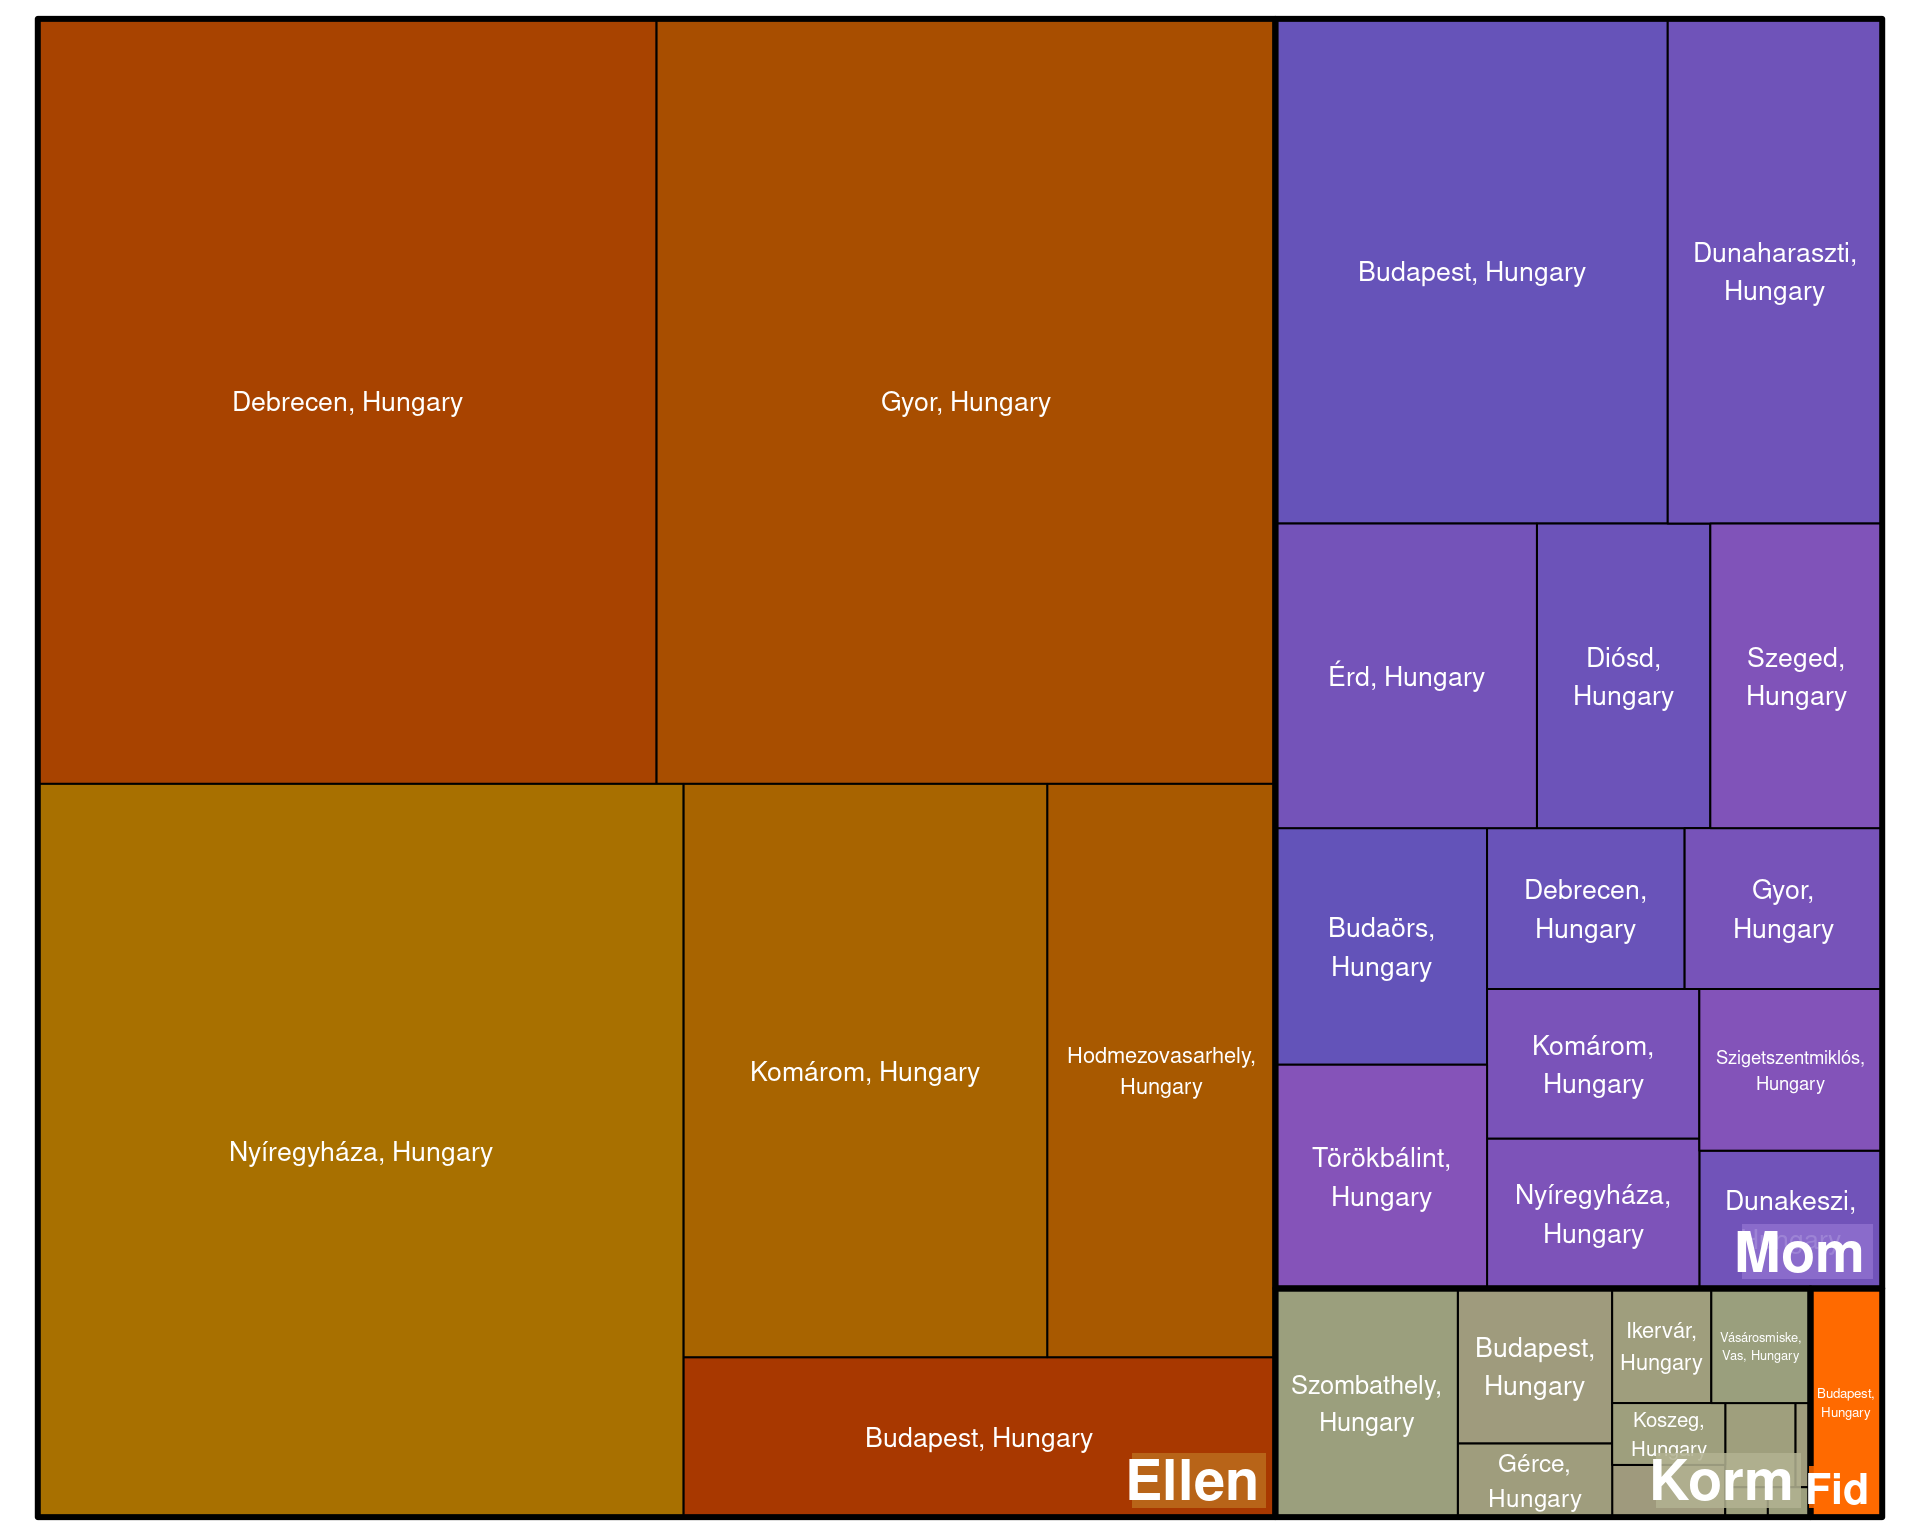 Debrecen, Hungary
Gyor, Hungary
Nyíregyháza, Hungary
Komárom, Hungary
Hodmezovasarhely,
Hungary
Budapest, Hungary
Ellen
Budapest, Hungary
Dunaharaszti,
Hungary
Érd, Hungary
Diósd,
Hungary
Szeged,
Hungary
Budaörs,
Hungary
Debrecen,
Hungary
Gyor,
Hungary
Komárom,
Hungary
Szigetszentmiklós,
Hungary
Törökbálint,
Hungary
Nyíregyháza,
Hungary
Dunakeszi,
Hungary
Mom
Szombathely,
Hungary
Budapest,
Hungary
Gérce,
Hungary
Ikervár,
Hungary
Vásárosmiske,
Vas, Hungary
Koszeg,
Hungary
Korm
Budapest,
Hungary
Fid